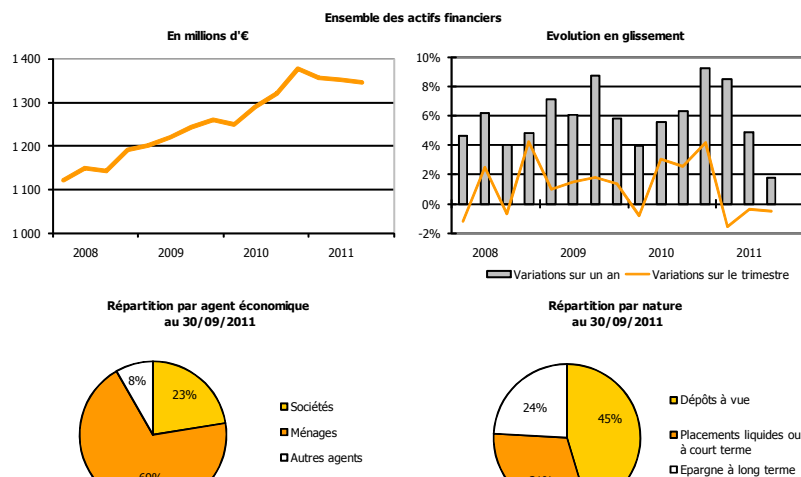 Ensemble des actifs financiers
En millions d'€
1 400
1 300
1 200
1 100
1 000
2008
2009
2010
2011
Evolution en glissement
10%
8%
6%
4%
2%
0%
-2%
2008
2009
2010
2011
Variations sur un an
Variations sur le trimestre
Répartition par agent économique
au 30/09/2011
8%
23%
Sociétés
Ménages
Autres agents
Répartition par nature
au 30/09/2011
24%
45%
Dépôts à vue
Placements liquides ou
à court terme
Epargne à long terme